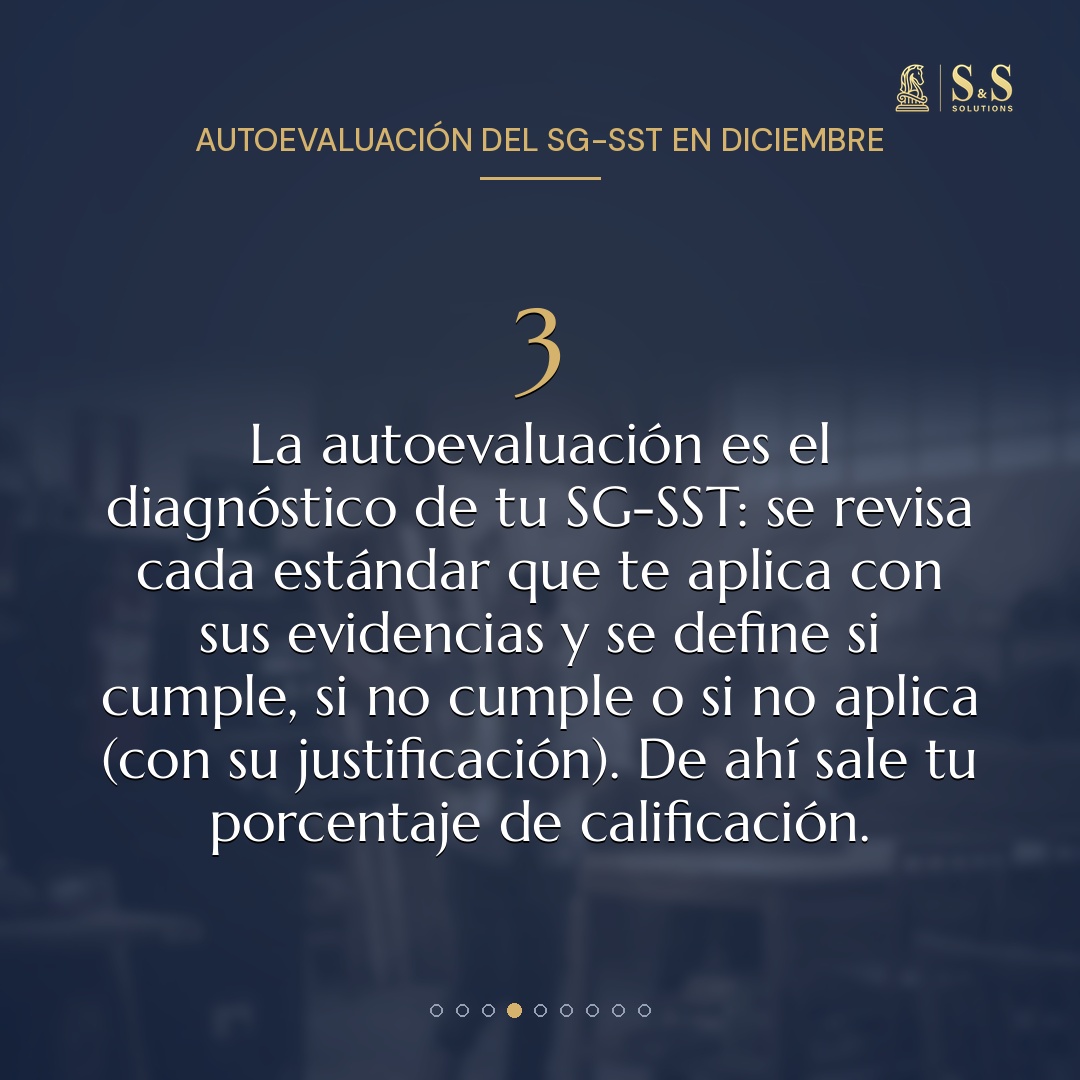 S&S
SOLUTIONS
AUTOEVALUACIÓN DEL SG-SST EN DICIEMBRE
3
La autoevaluación es el
diagnóstico de tu SG-SST: se revisa
cada estándar que te aplica con
sus evidencias y se define si
cumple, si no cumple o si no aplica
(con su justificación). De ahí sale tu
porcentaje de calificación.